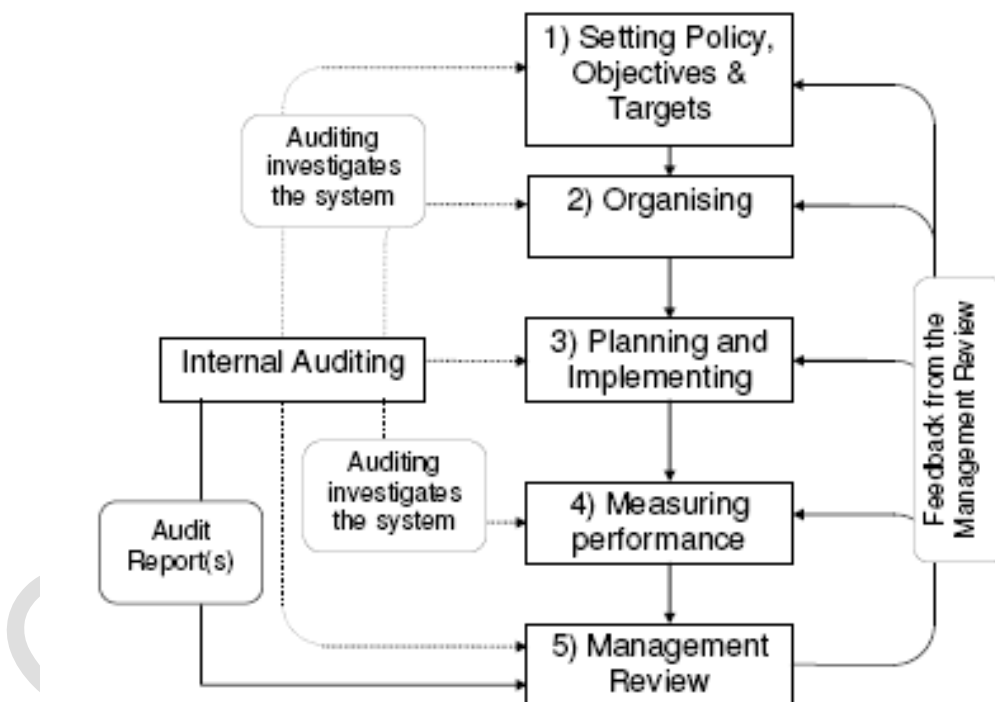 1) Setting Policy,
Objectives &
Targets
Auditing
investigates
the system
2) Organising
Internal Auditing
3) Planning and
Implementing
Auditing
investigates
the system
4) Measuring
performance
Audit
Report(s)
5) Management
Review
Feedback from the
Management Review